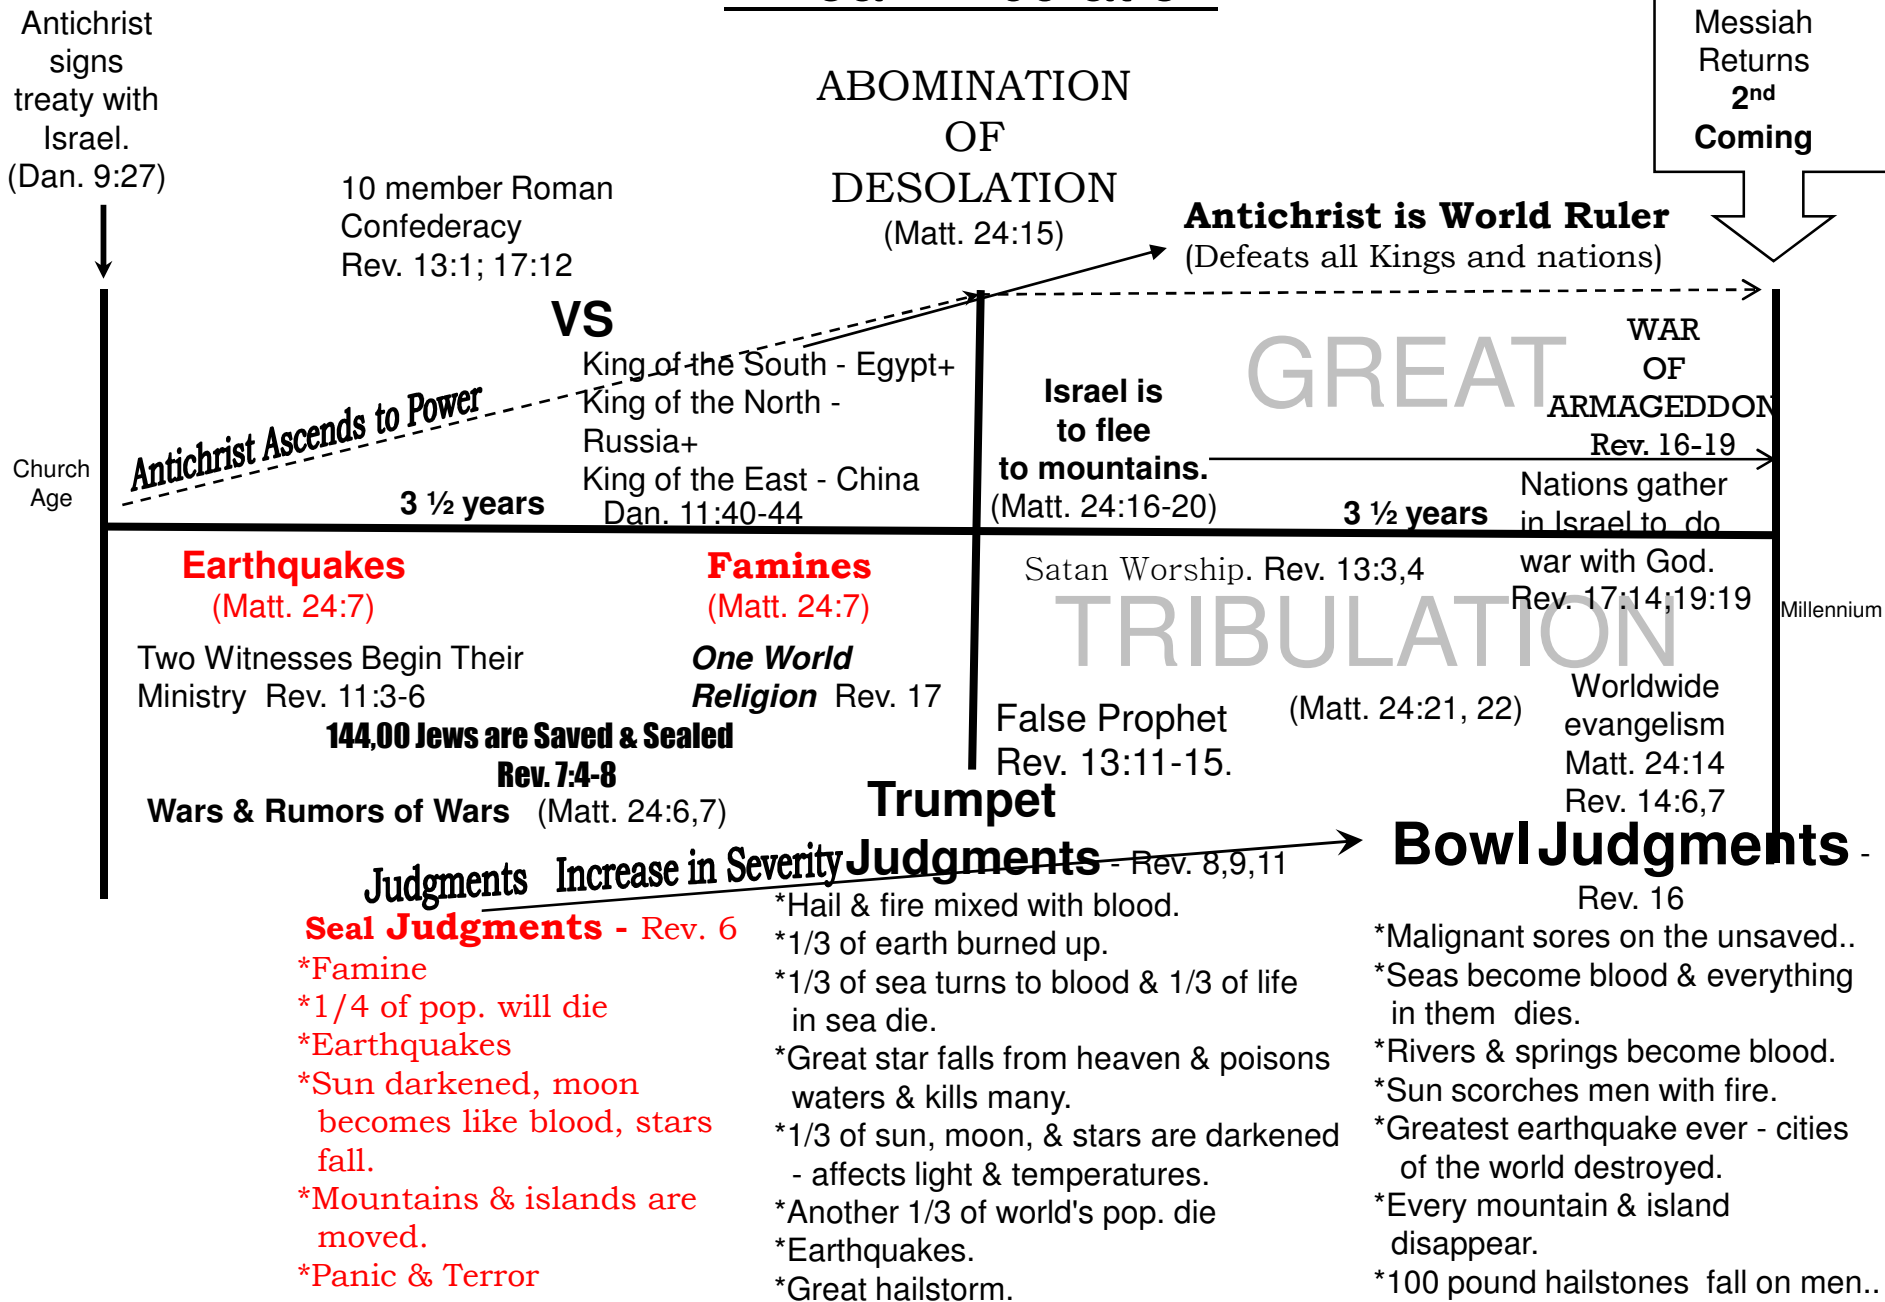 Antichrist
signs
treaty with
Israel.
(Dan. 9:27)
10 member Roman
Confederacy
Rev. 13:1; 17:12
ABOMINATION
OF
DESOLATION
(Matt. 24:15)
Messiah
Returns
2nd
Coming
Antichrist is World Ruler
(Defeats all Kings and nations)
VS
King of the South - Egypt+
King of the North -
Russia+
King of the East - China
Dan. 11:40-44
Antichrist Ascends to Power
Church
Age
3 ½ years
Israel is
to flee
to mountains.
(Matt. 24:16-20)
GREAT
WAR
OF
ARMAGEDDON
Rev. 16-19
Nations gather
in Israel to do
war with God.
Rev. 17:14;19:19
3 ½ years
Earthquakes
(Matt. 24:7)
Famines
(Matt. 24:7)
Satan Worship. Rev. 13:3,4
TRIBULATION
Millennium
Two Witnesses Begin Their
Ministry Rev. 11:3-6
One World
Religion Rev. 17
144,00 Jews are Saved & Sealed
Rev. 7:4-8
Wars & Rumors of Wars (Matt. 24:6,7)
False Prophet
Rev. 13:11-15.
(Matt. 24:21, 22)
Worldwide
evangelism
Matt. 24:14
Rev. 14:6,7
Judgments Increase in Severity
Seal Judgments - Rev. 6
*Famine
*1/4 of pop. will die
*Earthquakes
*Sun darkened, moon
becomes like blood, stars
fall.
*Mountains & islands are
moved.
*Panic & Terror
Trumpet
Judgments - Rev. 8,9,11
*Hail & fire mixed with blood.
*1/3 of earth burned up.
*1/3 of sea turns to blood & 1/3 of life
in sea die.
*Great star falls from heaven & poisons
waters & kills many.
*1/3 of sun, moon, & stars are darkened
- affects light & temperatures.
*Another 1/3 of world's pop. die
*Earthquakes.
*Great hailstorm.
Bowl Judgments -
Rev. 16
*Malignant sores on the unsaved..
*Seas become blood & everything
in them dies.
*Rivers & springs become blood.
*Sun scorches men with fire.
*Greatest earthquake ever - cities
of the world destroyed.
*Every mountain & island
disappear.
*100 pound hailstones fall on men..